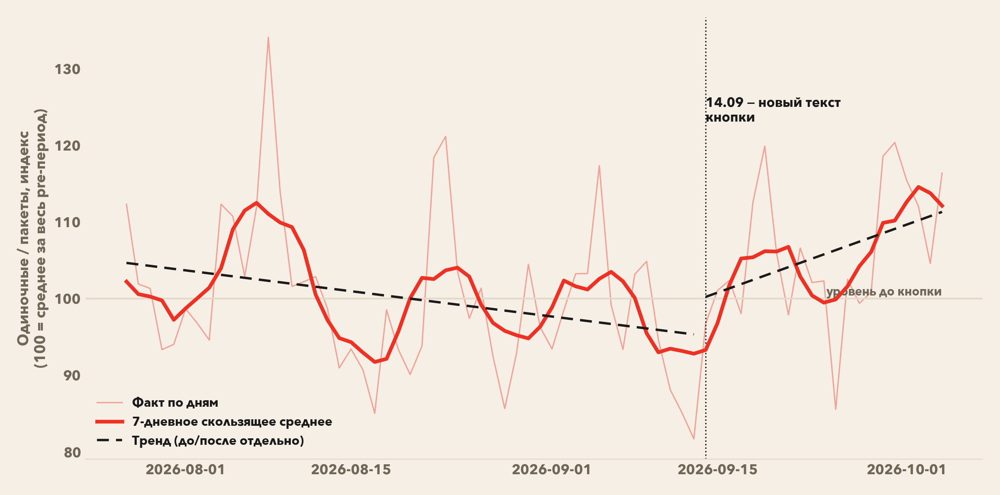 Одиночные / пакеты, индекс
(100 = среднее за весь pre-период)
130
120
110
100
90
80
14.09 – новый текст
кнопки
уровень до кнопки
Факт по дням
7-дневное скользящее среднее
Тренд (до/после отдельно)
2026-08-01
2026-08-15
2026-09-01
2026-09-15
2026-10-01